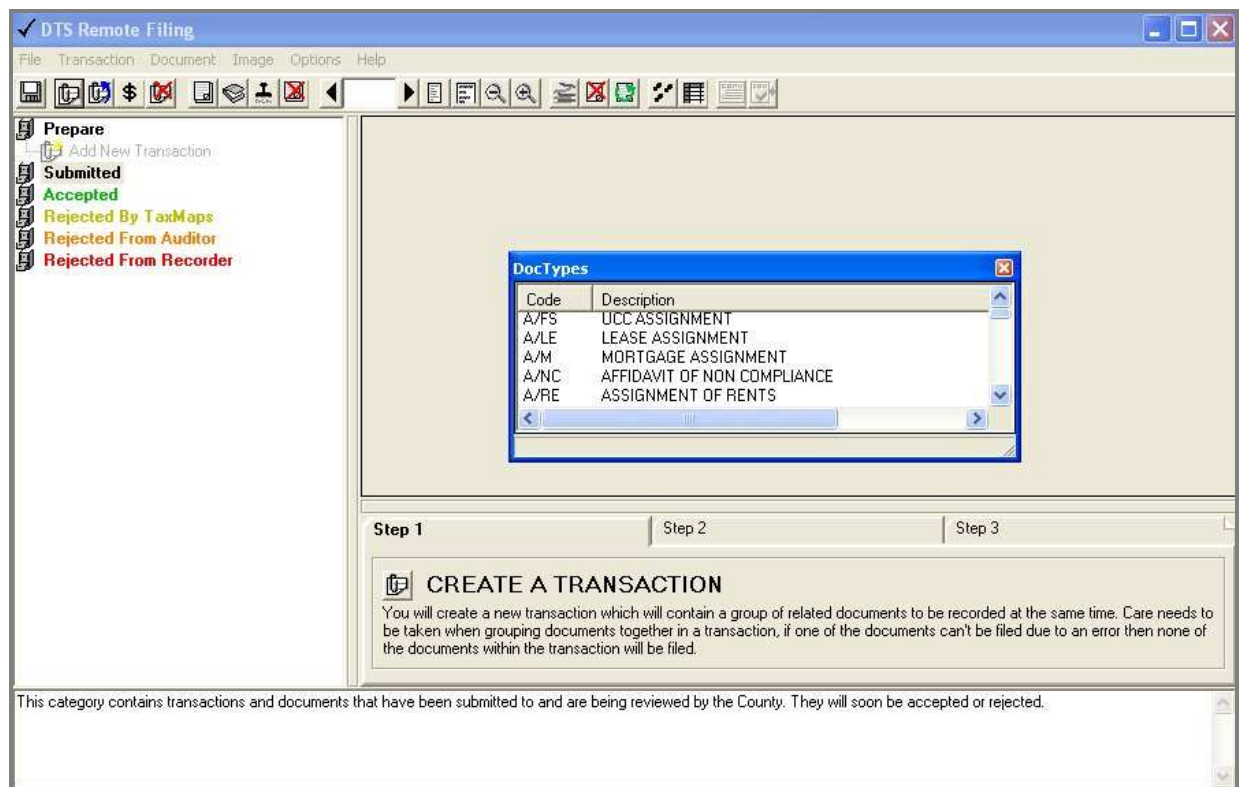 DTS Remote Filing
File Transaction Document Image Options Help
Prepare
Add New Transaction
Submitted
Accepted
Rejected By TaxMaps
Rejected From Auditor
Rejected From Recorder
DocTypes
Code Description
A/FS UCC ASSIGNMENT
A/LE LEASE ASSIGNMENT
A/M MORTGAGE ASSIGNMENT
A/NC AFFIDAVIT OF NON COMPLIANCE
A/RE ASSIGNMENT OF RENTS
Step 1 Step 2 Step 3
CREATE A TRANSACTION
You will create a new transaction which will contain a group of related documents to be recorded at the same time. Care needs to
be taken when grouping documents together in a transaction, if one of the documents can't be filed due to an error then none of
the documents within the transaction will be filed.
This category contains transactions and documents that have been submitted to and are being reviewed by the County. They will soon be accepted or rejected.